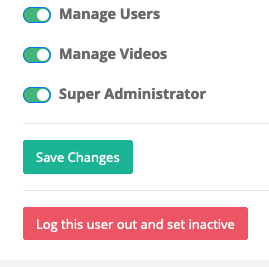 Manage Users
Manage Videos
Super Administrator
Save Changes
Log this user out and set inactive